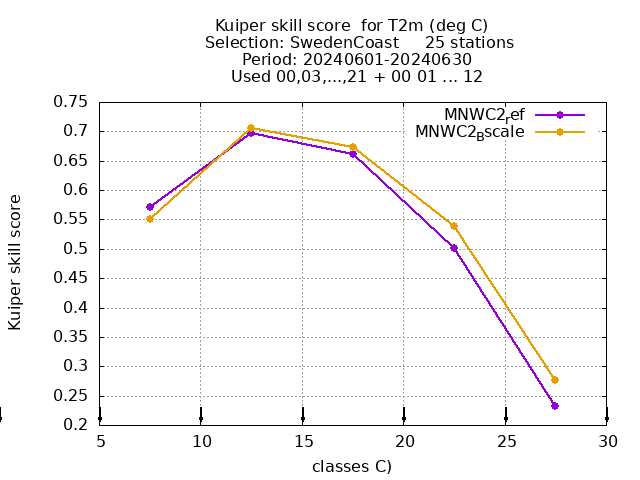 Kuiper skill score  for T2m (deg C)
Selection: SwedenCoast     25 stations
Period: 20240601-20240630
Used 00,03,...,21 + 00 01 ... 12
MNWC2ref
MNWC2Bscale
0.75
0.7
0.65
0.6
0.55
0.5
0.45
0.4
0.35
0.3
0.25
0.2
Kuiper skill score
5 10 15 20 25 30
classes C)